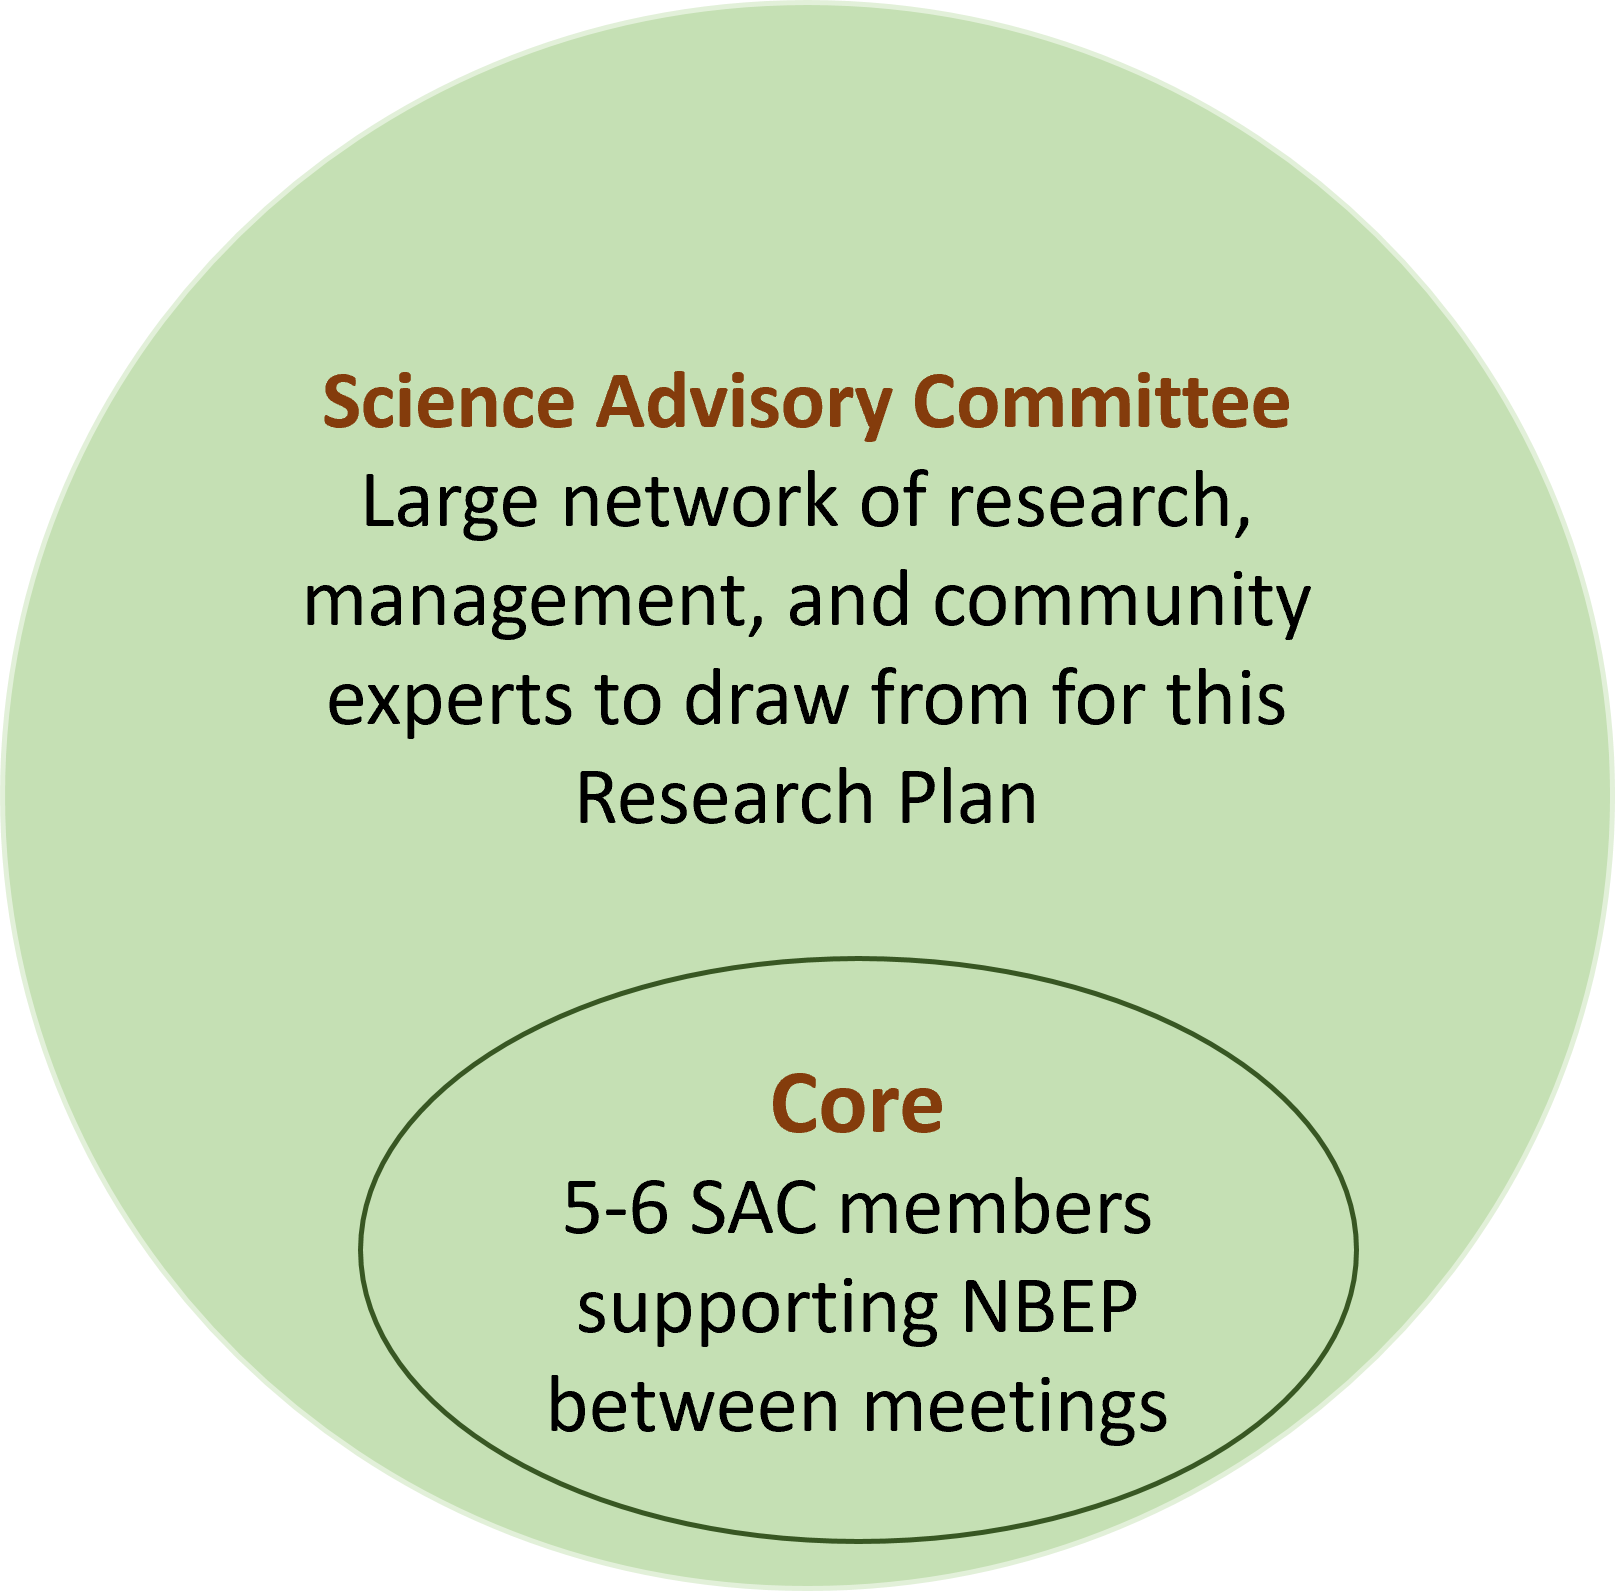 Science Advisory Committee
Large network of research,
management, and community
experts to draw from for this
Research Plan
Core
5-6 SAC members
supporting NBEP
between meetings